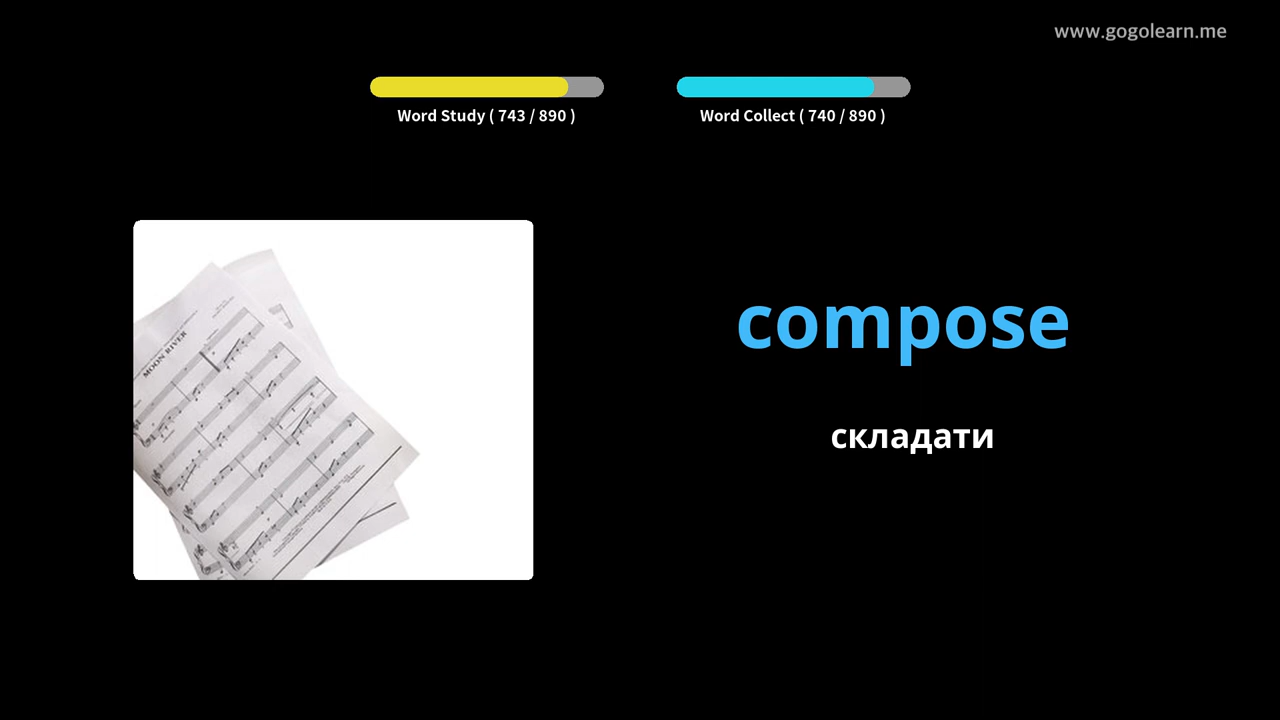 www.gogolearn.me
Word Study ( 743 / 890 )
Word Collect ( 740 / 890 )
MOON RIVER
compose
складати